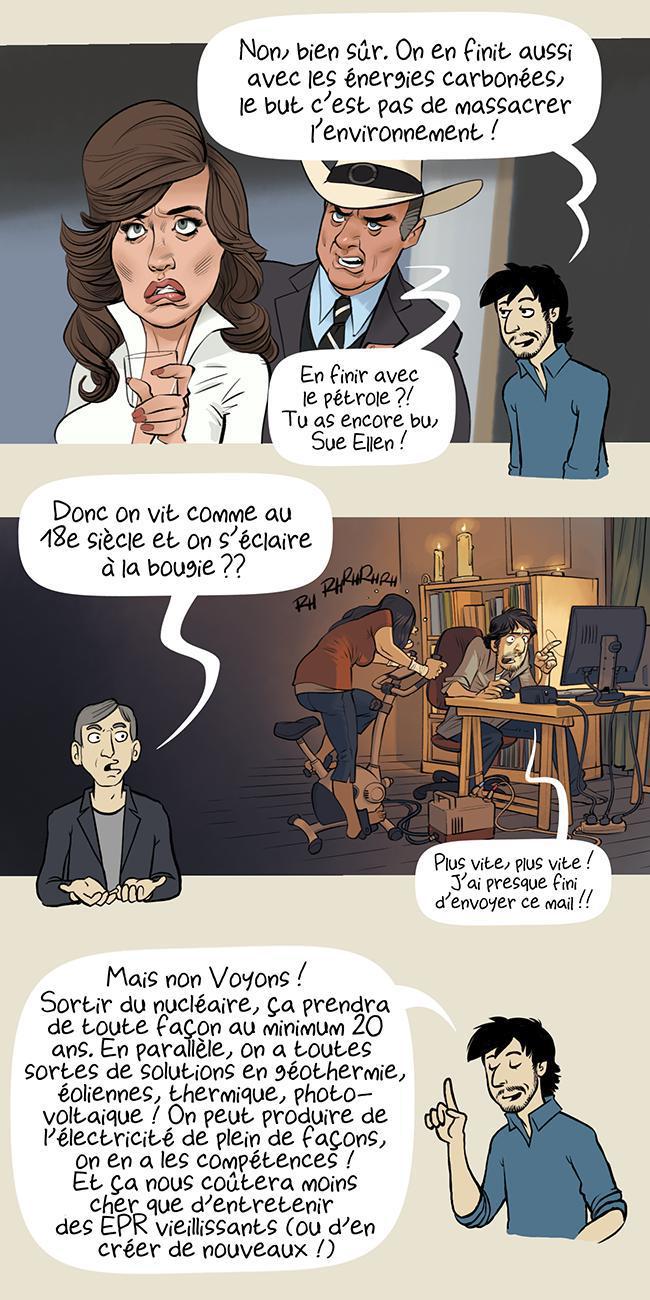 Non, bien sûr. On en finit aussi
avec les énergies carbonées,
le but c'est pas de massacrer
l'environnement !
En finir avec
le pétrole ?!
Tu as encore bu,
Sue Ellen !
Donc on vit comme au
18e siècle et on s'éclaire
à la bougie ??
RH RHRHRHRH
Plus vite, plus vite !
J'ai presque fini
d'envoyer ce mail !!
Mais non Voyons !
Sortir du nucléaire, ça prendra
de toute façon au minimum 20
ans. En parallèle, on a toutes
sortes de solutions en géothermie,
éoliennes, thermique, photo-
voltaique ! On peut produire de
l'électricité de plein de façons,
on en a les compétences !
Et ça nous coûtera moins
cher que d'entretenir
des EPR vieillissants (ou d'en
créer de nouveaux !)